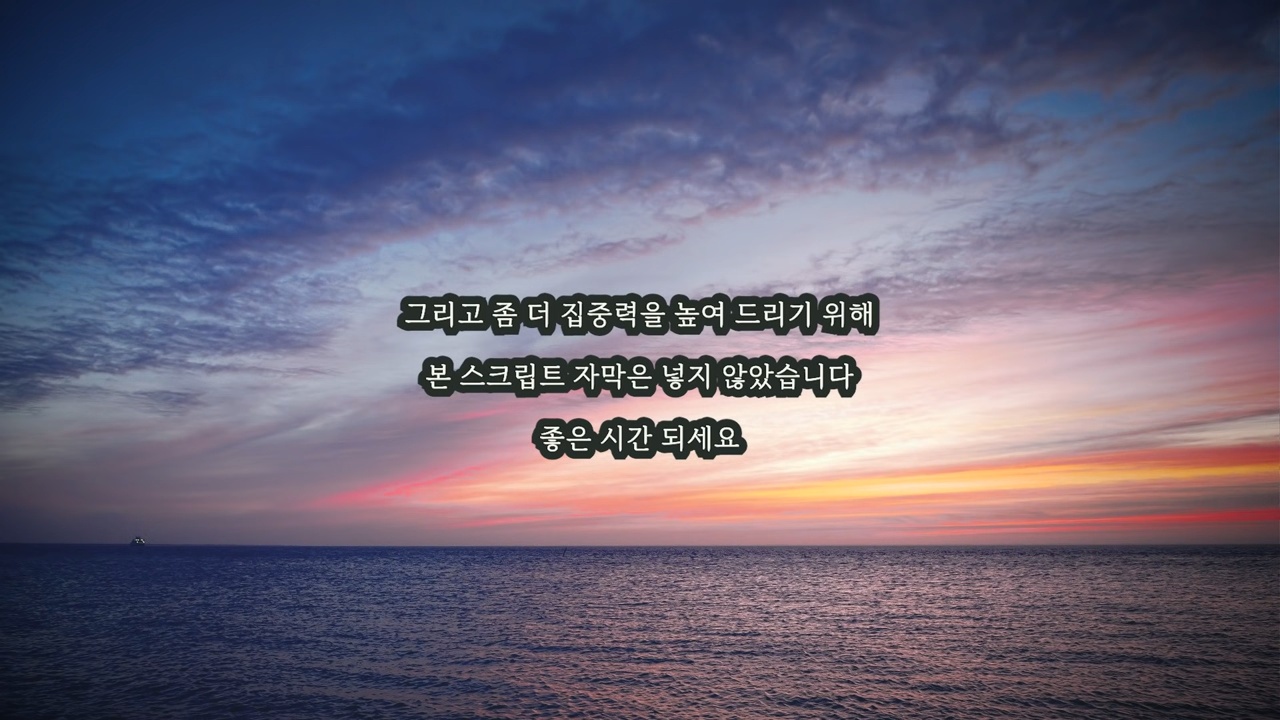 그리고 좀 더 집중력을 높여 드리기 위해
본 스크립트 자막은 넣지 않았습니다
좋은 시간 되세요